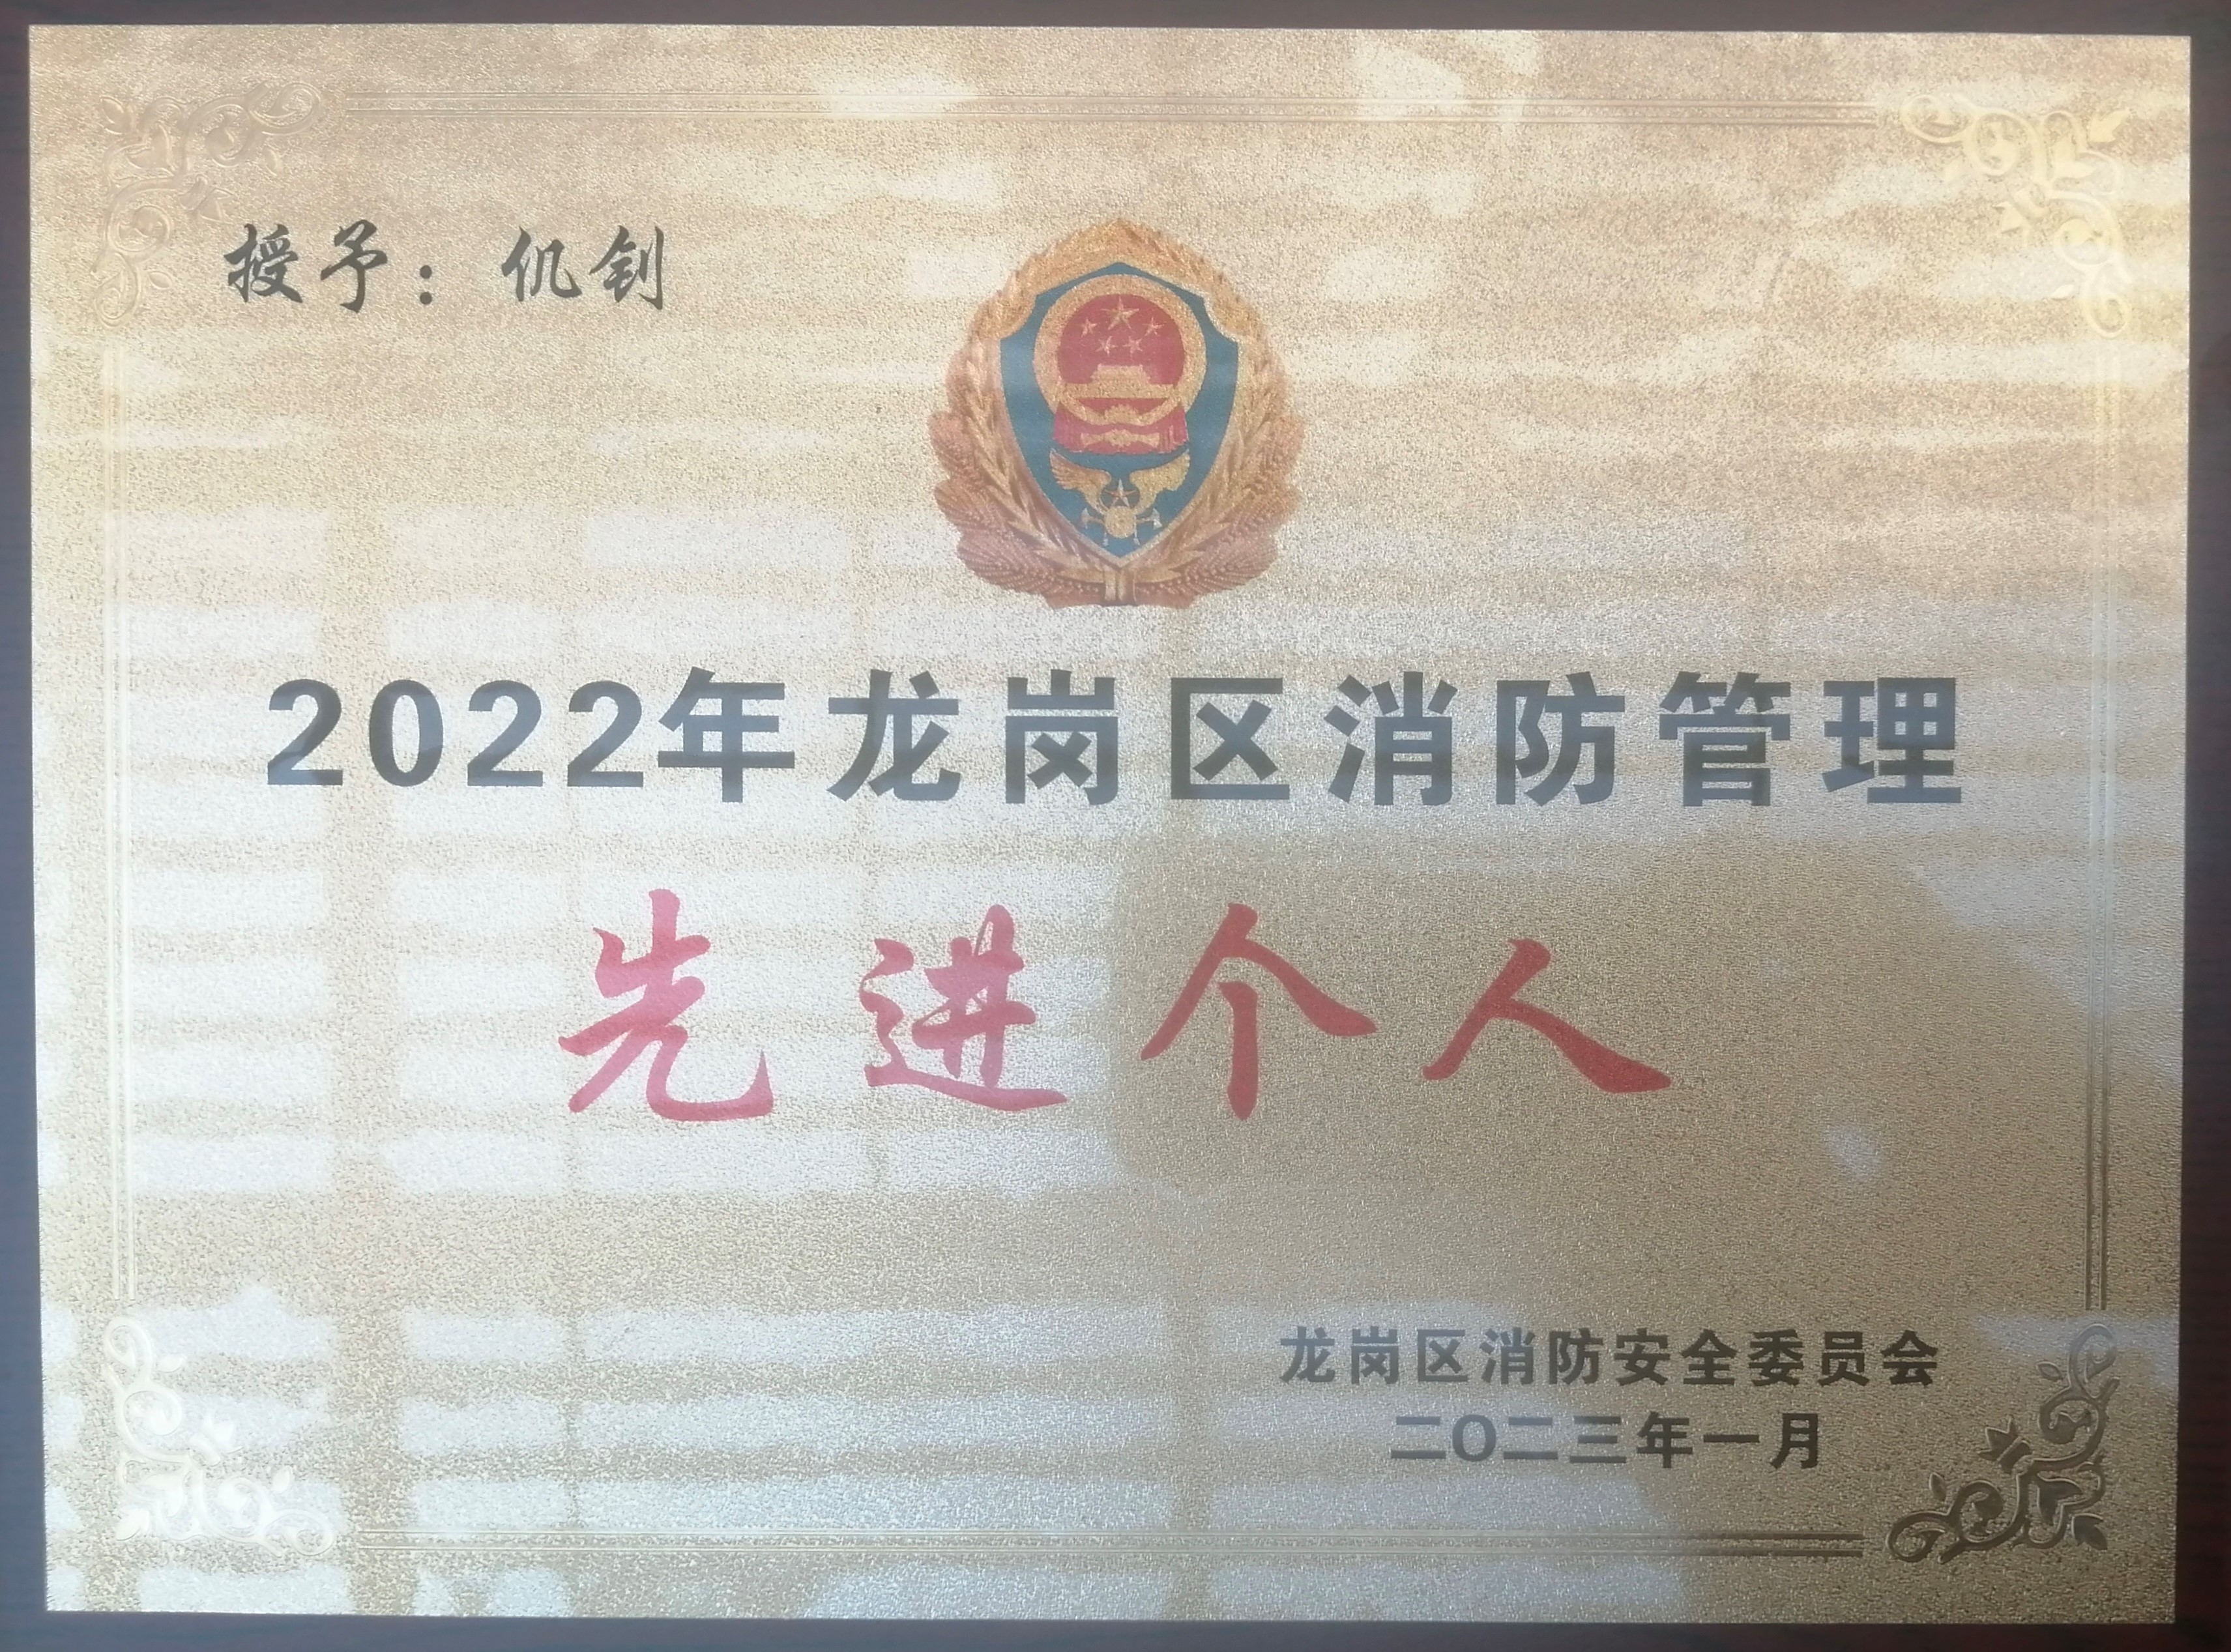 授予：仉钊
2022年龙岗区消防管理
先进个人
龙岗区消防安全委员会
二〇二三年一月